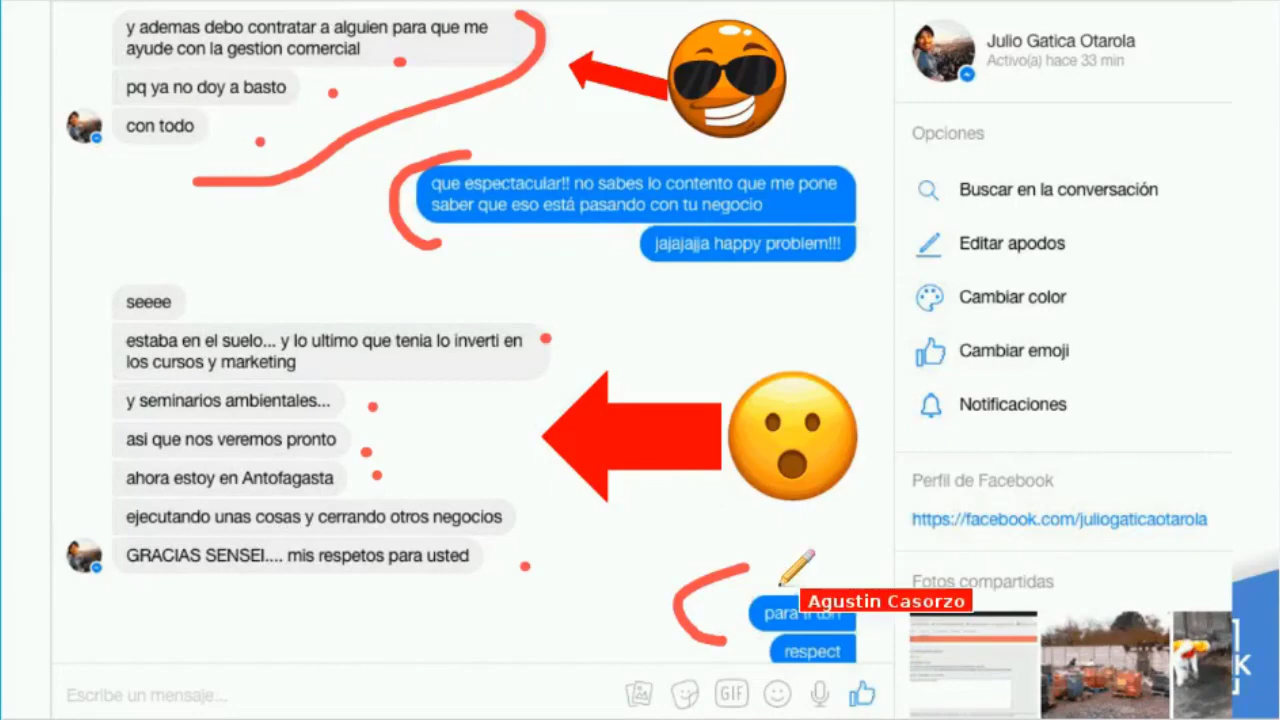 y ademas debo contratar a alguien para que me
ayude con la gestion comercial
pq ya no doy a basto
con todo
que espectacular!! no sabes lo contento que me pone
saber que eso está pasando con tu negocio
jajajajja happy problem!!!
seeee
estaba en el suelo... y lo ultimo que tenia lo inverti en
los cursos y marketing
y seminarios ambientales...
asi que nos veremos pronto
ahora estoy en Antofagasta
ejecutando unas cosas y cerrando otros negocios
GRACIAS SENSEI.... mis respetos para usted
para
Agustin Casorzo
respect
Escribe un mensaje...
GIF
Julio Gatica Otarola
Activo(a) hace 33 min
Opciones
Buscar en la conversación
Editar apodos
Cambiar color
Cambiar emoji
Notificaciones
Perfil de Facebook
https://facebook.com/juliogaticaotarola
Fotos compartidas
K